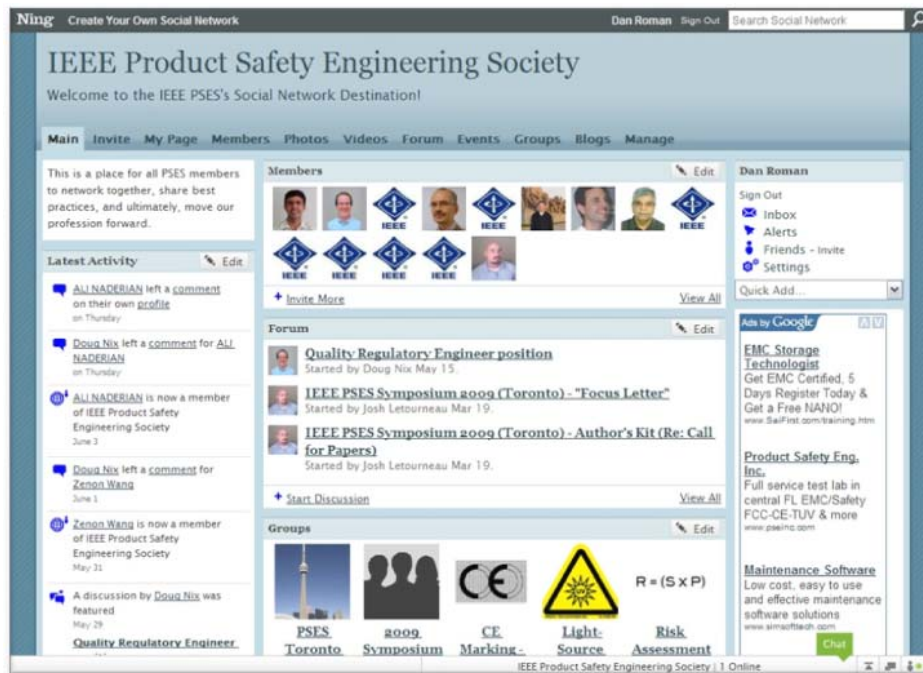 Ning Create Your Own Social Network
Dan Roman Sign Out Search Social Network
IEEE Product Safety Engineering Society
Welcome to the IEEE PSES's Social Network Destination!
Main Invite My Page Members Photos Videos Forum Events Groups Blogs Manage
This is a place for all PSES members
to network together, share best
practices, and ultimately, move our
profession forward.
Latest Activity Edit
ALI NADERIAN left a comment
on their own profile
on Thursday
Doug Nix left a comment for ALI
NADERIAN
on Thursday
ALI NADERIAN is now a member
of IEEE Product Safety
Engineering Society
June 3
Doug Nix left a comment for
Zenon Wang
June 1
Zenon Wang is now a member
of IEEE Product Safety
Engineering Society
May 31
A discussion by Doug Nix was
featured
May 29
Quality Regulatory Engineer
Members Edit
IEEE IEEE IEEE
IEEE IEEE IEEE IEEE
+ Invite More View All
Forum Edit
Quality Regulatory Engineer position
Started by Doug Nix May 15.
IEEE PSES Symposium 2009 (Toronto) - "Focus Letter"
Started by Josh Letourneau Mar 19.
IEEE PSES Symposium 2009 (Toronto) - Author's Kit (Re: Call
for Papers)
Started by Josh Letourneau Mar 19.
+ Start Discussion View All
Groups Edit
CE UV R = (S x P)
PSES 2009 CE Light- Risk
Toronto Symposium Marking - Source Assessment
Dan Roman
Sign Out
Inbox
Alerts
Friends - Invite
Settings
Quick Add...
Ads by Google
EMC Storage
Technologist
Get EMC Certified, 5
Days Register Today &
Get a Free NANO!
www.SaiFirst.com/training.htm
Product Safety Eng,
Inc.
Full service test lab in
central FL EMC/Safety
FCC-CE-TUV & more
www.pseinc.com
Maintenance Software
Low cost, easy to use
and effective maintenance
software solutions
www.simsofttech.com
Chat
IEEE Product Safety Engineering Society | 1 Online